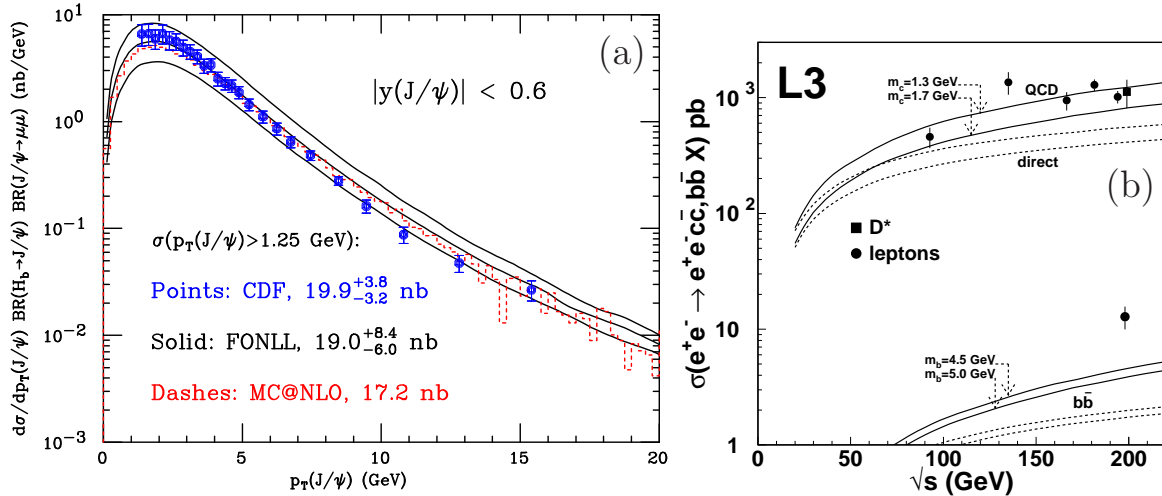 dσ/dp_T(J/ψ) BR(H_b→J/ψ) BR(J/ψ→μμ) (nb/GeV)
10^1
10^0
10^−1
10^−2
10^−3
(a)
|y(J/ψ)| < 0.6
σ(p_T(J/ψ)>1.25 GeV):
Points: CDF, 19.9^{+3.8}_{−3.2} nb
Solid: FONLL, 19.0^{+8.4}_{−6.0} nb
Dashes: MC@NLO, 17.2 nb
0 5 10 15 20
p_T(J/ψ) (GeV)
σ(e⁺e⁻ → e⁺e⁻cc̄,bb̄ X) pb
10^3
10^2
10
1
L3
m_c=1.3 GeV
m_c=1.7 GeV
QCD
direct
(b)
■ D*
● leptons
m_b=4.5 GeV
m_b=5.0 GeV
bb̄
0 50 100 150 200
√s (GeV)